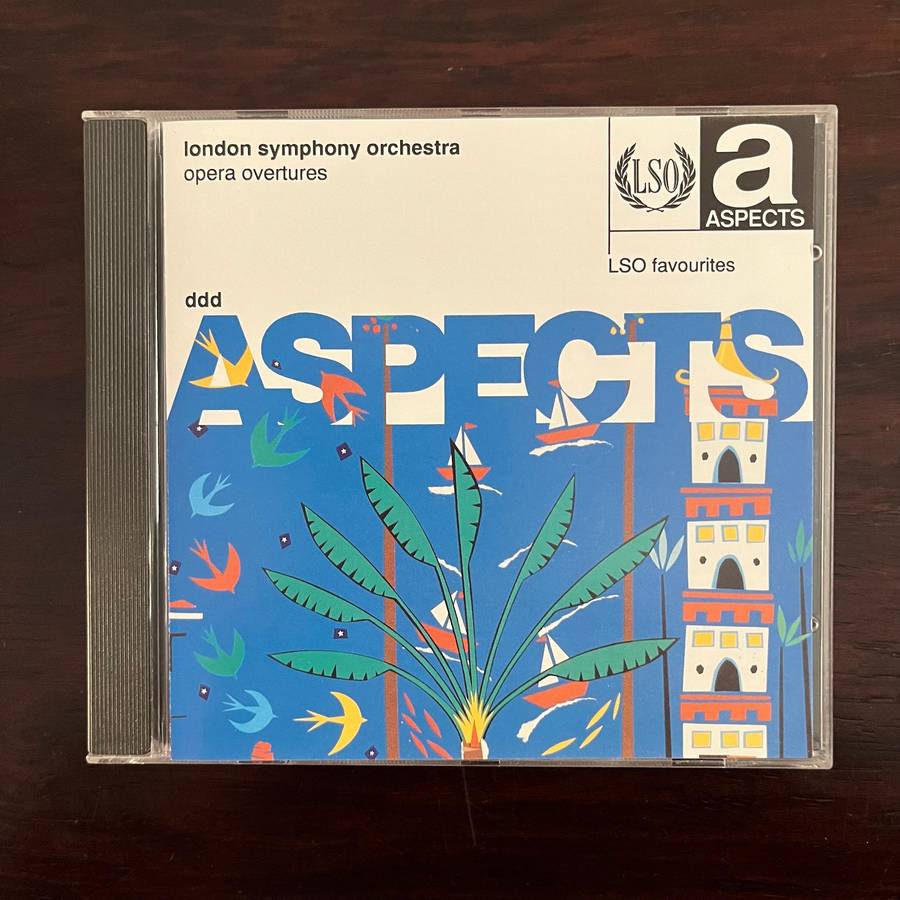 london symphony orchestra
opera overtures
LSO
a
ASPECTS
LSO favourites
ddd
ASPECTS